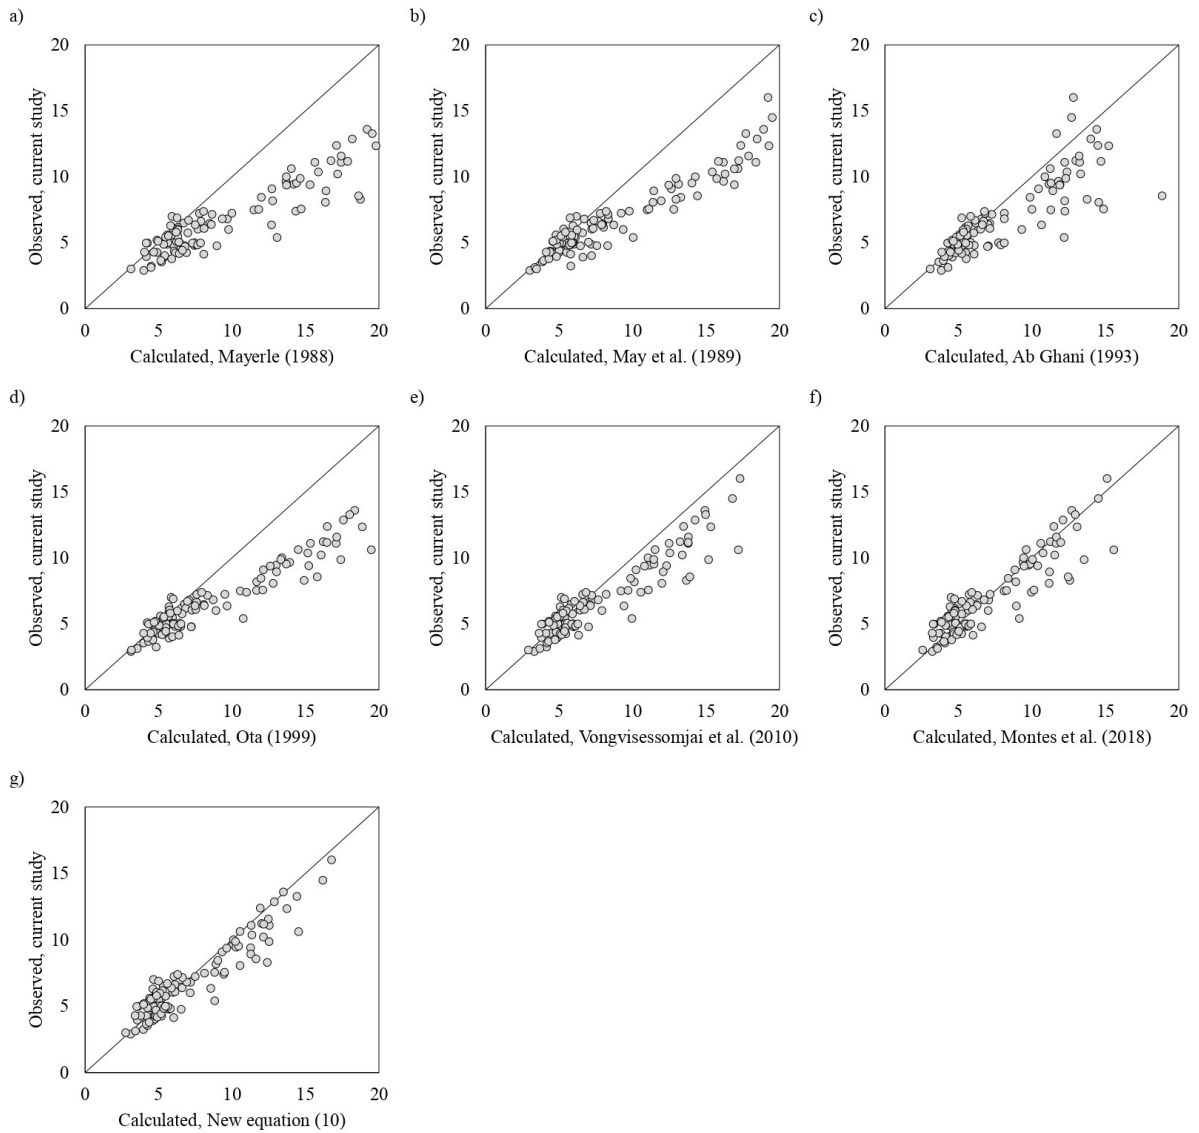 a)
20
15
10
5
0
Observed, current study
0 5 10 15 20
Calculated, Mayerle (1988)
b)
20
15
10
5
0
Observed, current study
0 5 10 15 20
Calculated, May et al. (1989)
c)
20
15
10
5
0
Observed, current study
0 5 10 15 20
Calculated, Ab Ghani (1993)
d)
20
15
10
5
0
Observed, current study
0 5 10 15 20
Calculated, Ota (1999)
e)
20
15
10
5
0
Observed, current study
0 5 10 15 20
Calculated, Vongvisessomjai et al. (2010)
f)
20
15
10
5
0
Observed, current study
0 5 10 15 20
Calculated, Montes et al. (2018)
g)
20
15
10
5
0
Observed, current study
0 5 10 15 20
Calculated, New equation (10)